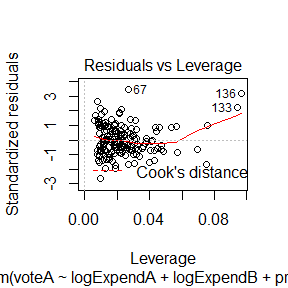 Residuals vs Leverage
Standardized residuals
3
1
-1
-3
67
136
133
Cook's distance
0.00
0.04
0.08
Leverage
m(voteA ~ logExpendA + logExpendB + pr